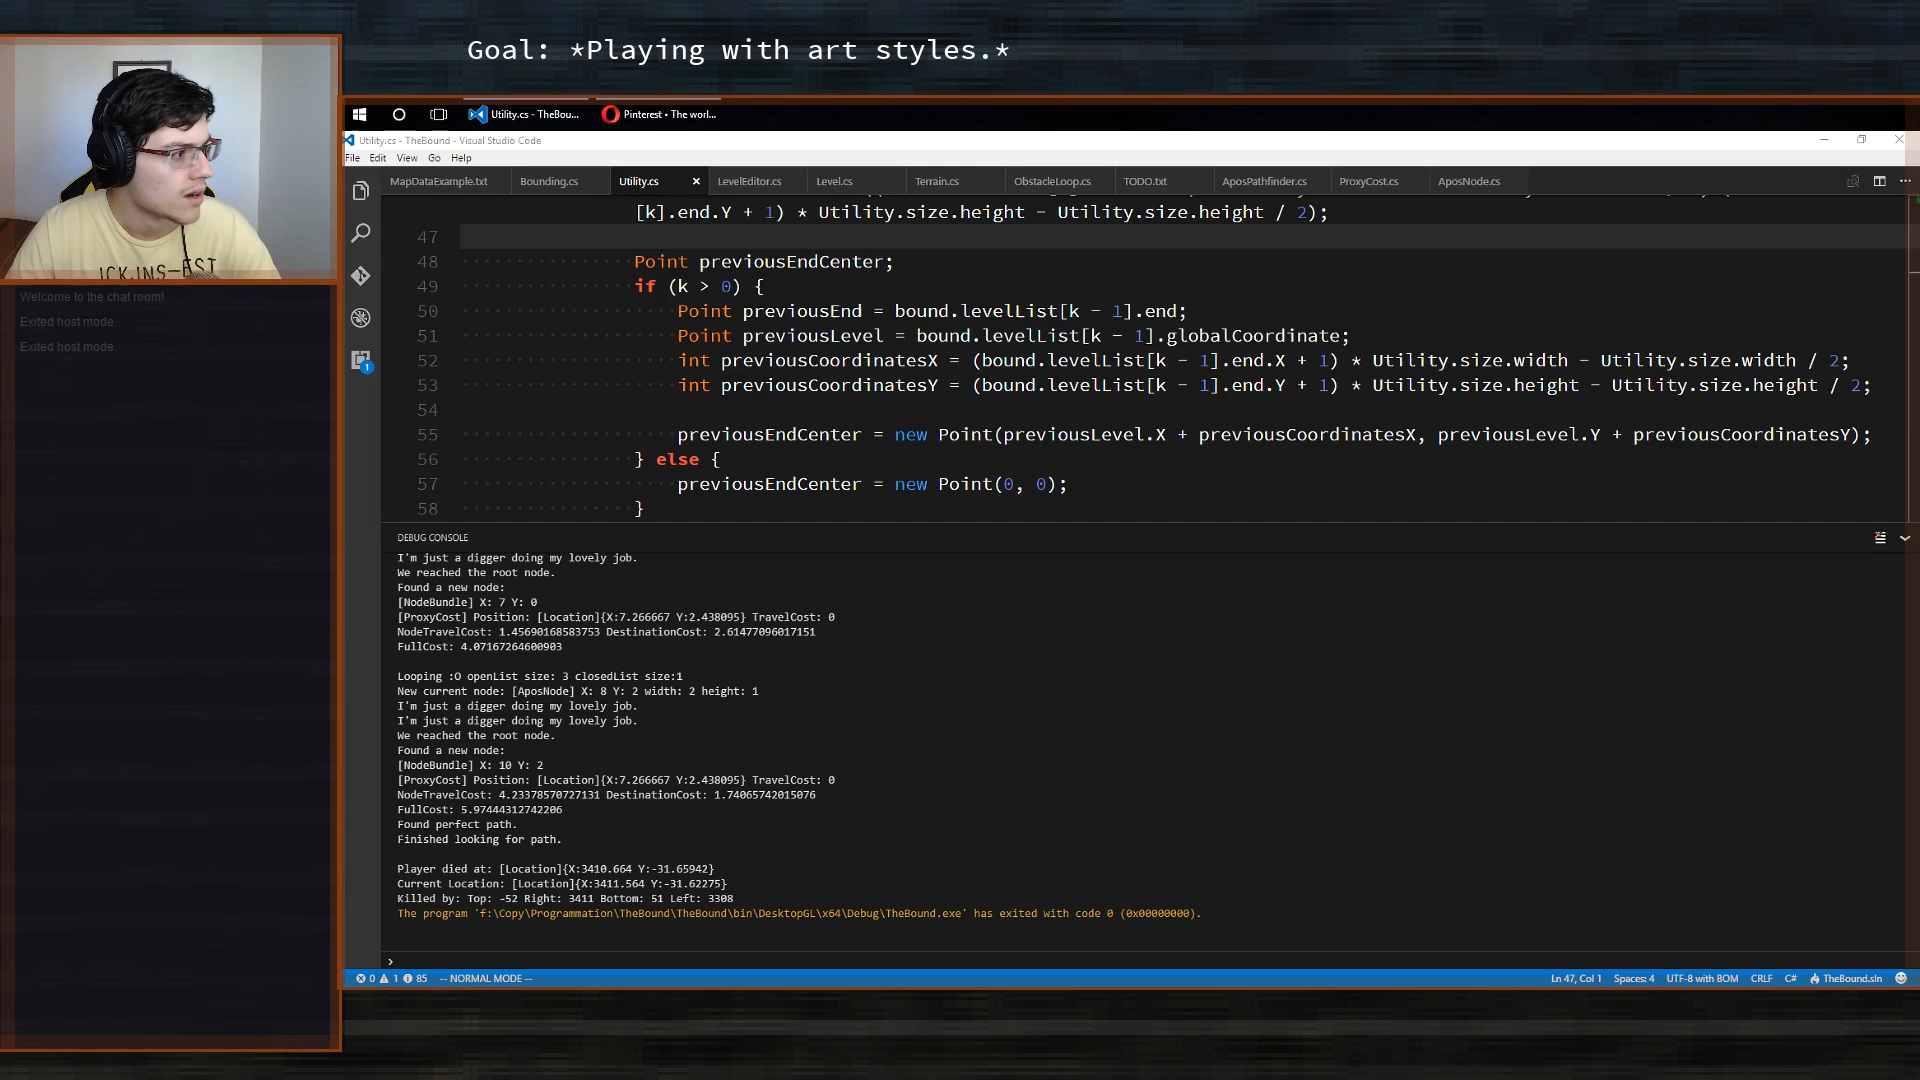 Goal: *Playing with art styles.*
Utility.cs - TheBou...
Pinterest • The worl...
Utility.cs - TheBound - Visual Studio Code
File Edit View Go Help
MapDataExample.txt Bounding.cs Utility.cs × LevelEditor.cs Level.cs Terrain.cs ObstacleLoop.cs TODO.txt AposPathfinder.cs ProxyCost.cs AposNode.cs
[k].end.Y + 1) * Utility.size.height - Utility.size.height / 2);
47
48 Point previousEndCenter;
49 if (k > 0) {
50 Point previousEnd = bound.levelList[k - 1].end;
51 Point previousLevel = bound.levelList[k - 1].globalCoordinate;
52 int previousCoordinatesX = (bound.levelList[k - 1].end.X + 1) * Utility.size.width - Utility.size.width / 2;
53 int previousCoordinatesY = (bound.levelList[k - 1].end.Y + 1) * Utility.size.height - Utility.size.height / 2;
54
55 previousEndCenter = new Point(previousLevel.X + previousCoordinatesX, previousLevel.Y + previousCoordinatesY);
56 } else {
57 previousEndCenter = new Point(0, 0);
58 }
1
Welcome to the chat room!
Exited host mode.
Exited host mode.
DEBUG CONSOLE
I'm just a digger doing my lovely job.
We reached the root node.
Found a new node:
[NodeBundle] X: 7 Y: 0
[ProxyCost] Position: [Location]{X:7.266667 Y:2.438095} TravelCost: 0
NodeTravelCost: 1.45690168583753 DestinationCost: 2.61477096017151
FullCost: 4.07167264600903
Looping :O openList size: 3 closedList size:1
New current node: [AposNode] X: 8 Y: 2 width: 2 height: 1
I'm just a digger doing my lovely job.
I'm just a digger doing my lovely job.
We reached the root node.
Found a new node:
[NodeBundle] X: 10 Y: 2
[ProxyCost] Position: [Location]{X:7.266667 Y:2.438095} TravelCost: 0
NodeTravelCost: 4.23378570727131 DestinationCost: 1.74065742015076
FullCost: 5.97444312742206
Found perfect path.
Finished looking for path.
Player died at: [Location]{X:3410.664 Y:-31.65942}
Current Location: [Location]{X:3411.564 Y:-31.62275}
Killed by: Top: -52 Right: 3411 Bottom: 51 Left: 3308
The program 'f:\Copy\Programmation\TheBound\TheBound\bin\DesktopGL\x64\Debug\TheBound.exe' has exited with code 0 (0x00000000).
›
0 1 85 -- NORMAL MODE -- Ln 47, Col 1 Spaces: 4 UTF-8 with BOM CRLF C# TheBound.sln